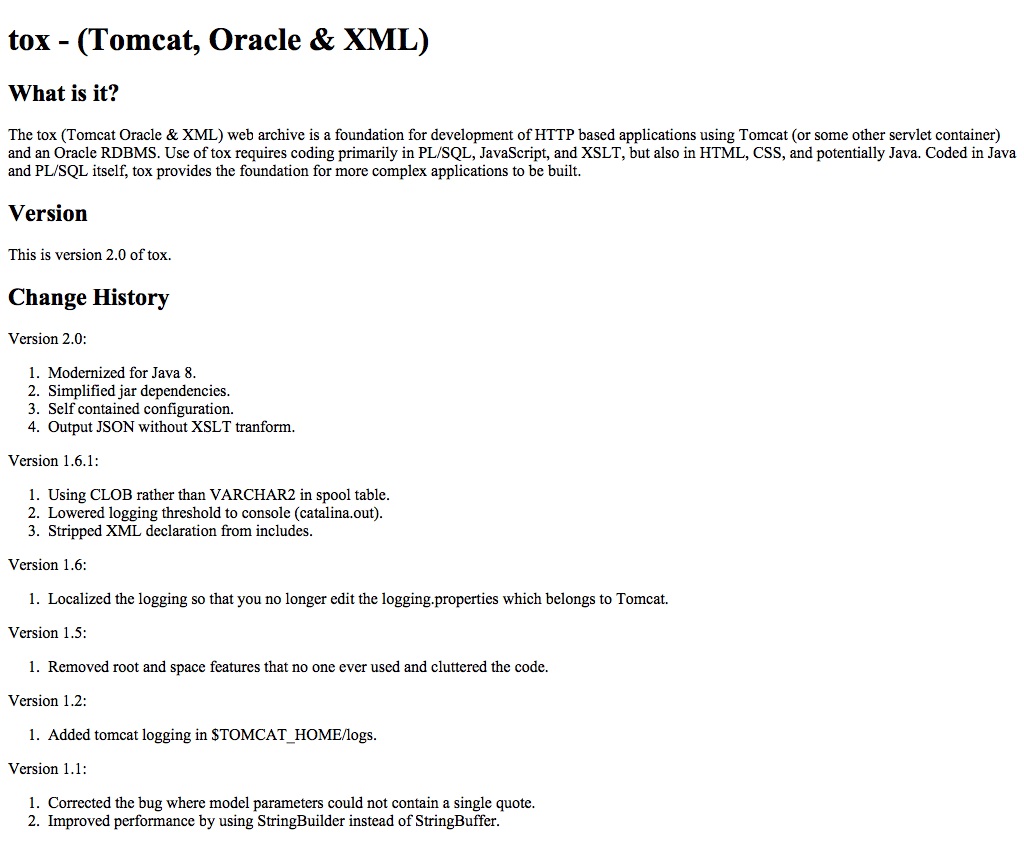 tox - (Tomcat, Oracle & XML)
What is it?
The tox (Tomcat Oracle & XML) web archive is a foundation for development of HTTP based applications using Tomcat (or some other servlet container)
and an Oracle RDBMS. Use of tox requires coding primarily in PL/SQL, JavaScript, and XSLT, but also in HTML, CSS, and potentially Java. Coded in Java
and PL/SQL itself, tox provides the foundation for more complex applications to be built.
Version
This is version 2.0 of tox.
Change History
Version 2.0:
1. Modernized for Java 8.
2. Simplified jar dependencies.
3. Self contained configuration.
4. Output JSON without XSLT tranform.
Version 1.6.1:
1. Using CLOB rather than VARCHAR2 in spool table.
2. Lowered logging threshold to console (catalina.out).
3. Stripped XML declaration from includes.
Version 1.6:
1. Localized the logging so that you no longer edit the logging.properties which belongs to Tomcat.
Version 1.5:
1. Removed root and space features that no one ever used and cluttered the code.
Version 1.2:
1. Added tomcat logging in $TOMCAT_HOME/logs.
Version 1.1:
1. Corrected the bug where model parameters could not contain a single quote.
2. Improved performance by using StringBuilder instead of StringBuffer.